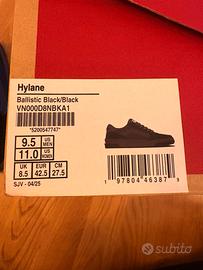 Hylane
Ballistic Black/Black
VN000D8NBKA1
*5200547747*
9.5 US MEN
11.0 US WOMEN
UK 8.5
EUR 42.5
CM 27.5
SJV - 04/25
1 97804 46387 9
subito